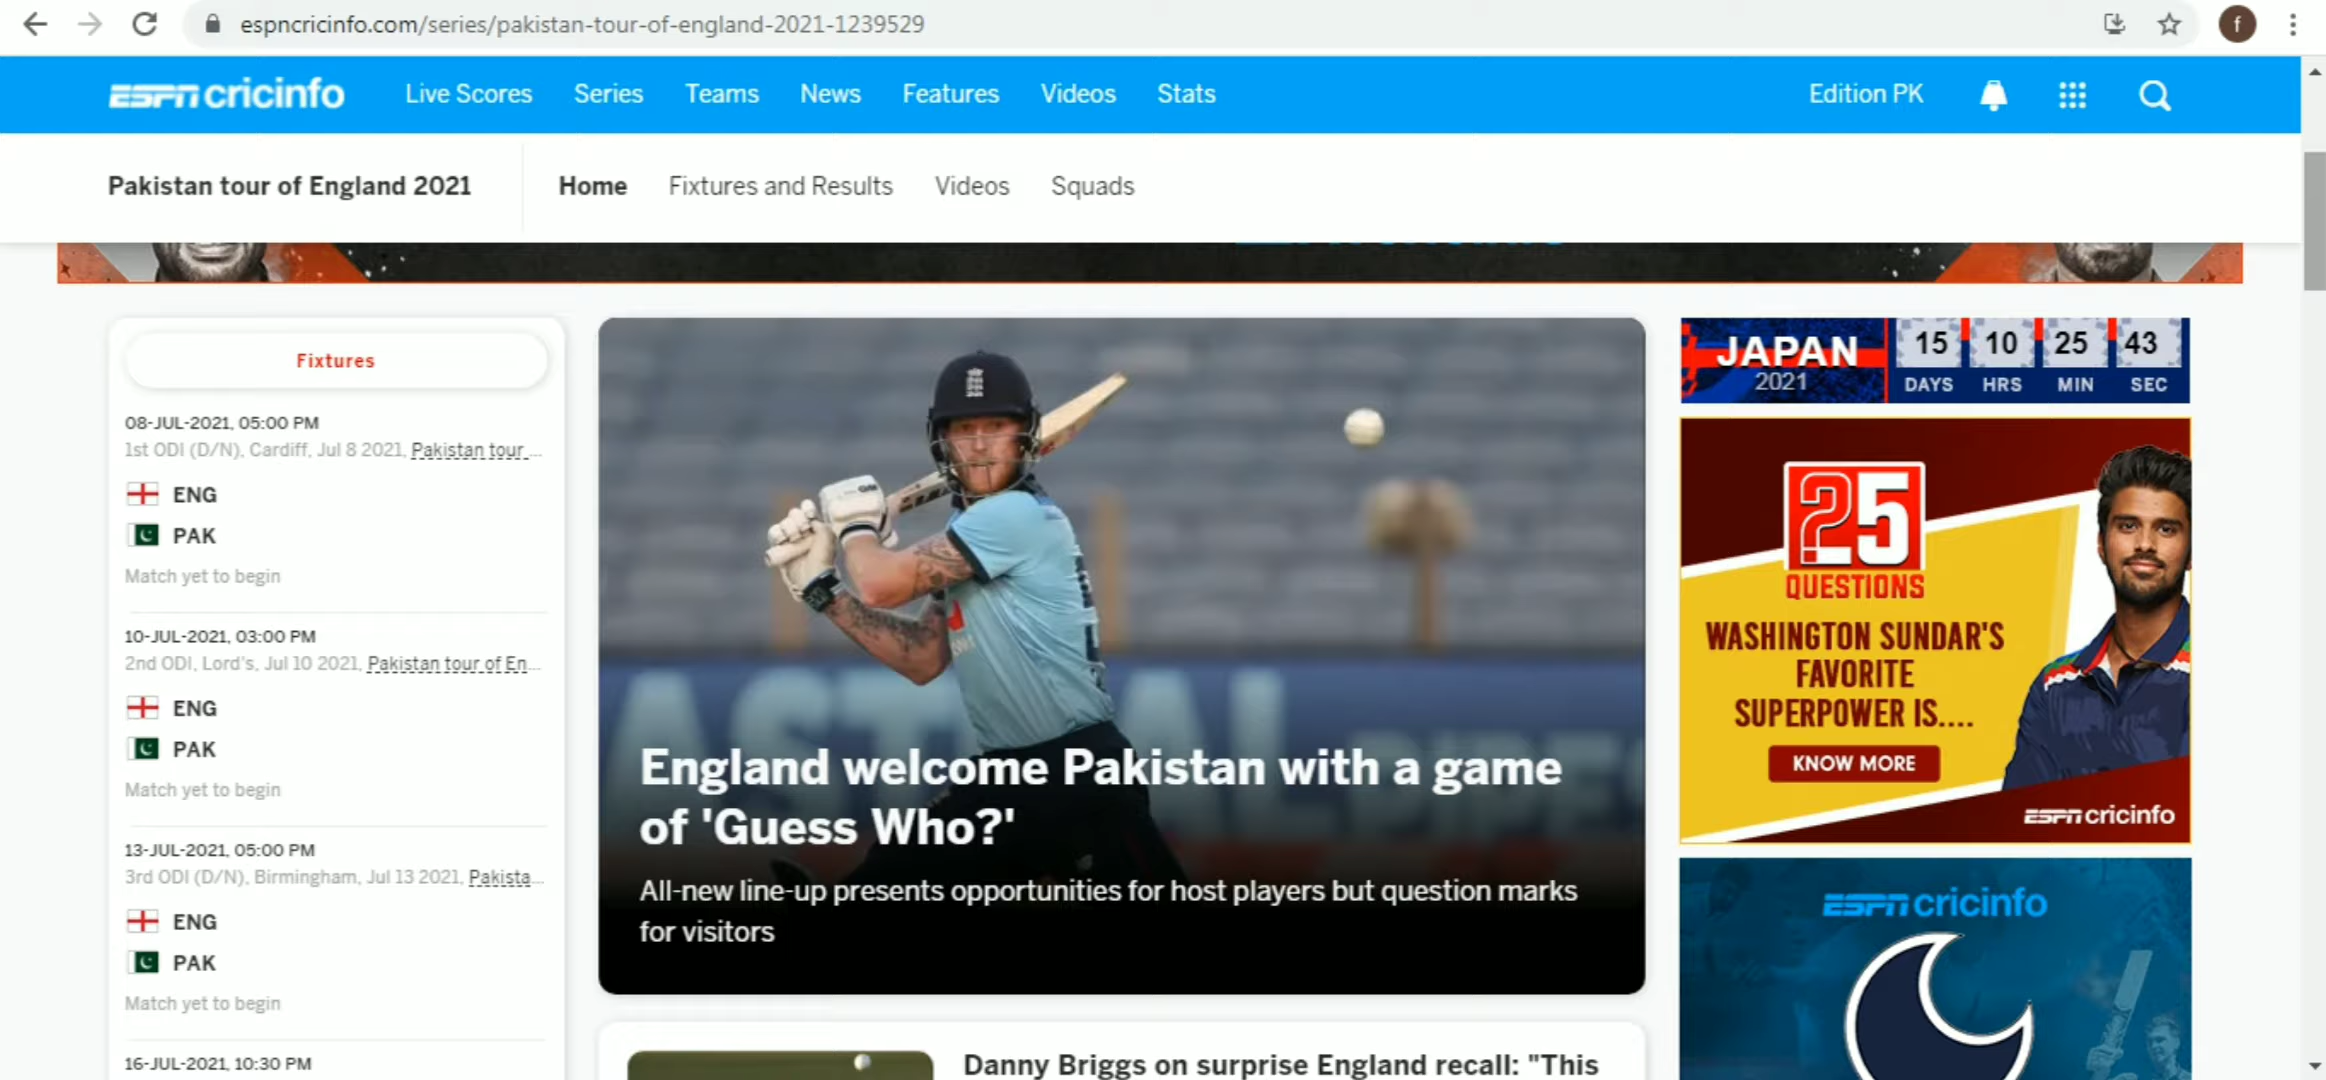 espncricinfo.com/series/pakistan-tour-of-england-2021-1239529
f
ESPN cricinfo Live Scores Series Teams News Features Videos Stats Edition PK
Pakistan tour of England 2021 Home Fixtures and Results Videos Squads
Fixtures
08-JUL-2021, 05:00 PM
1st ODI (D/N), Cardiff, Jul 8 2021, Pakistan tour ...
ENG
PAK
Match yet to begin
10-JUL-2021, 03:00 PM
2nd ODI, Lord's, Jul 10 2021, Pakistan tour of En...
ENG
PAK
Match yet to begin
13-JUL-2021, 05:00 PM
3rd ODI (D/N), Birmingham, Jul 13 2021, Pakista...
ENG
PAK
Match yet to begin
16-JUL-2021, 10:30 PM
England welcome Pakistan with a game
of 'Guess Who?'
All-new line-up presents opportunities for host players but question marks
for visitors
Danny Briggs on surprise England recall: "This
JAPAN 15 10 25 43
2021 DAYS HRS MIN SEC
25
QUESTIONS
WASHINGTON SUNDAR'S
FAVORITE
SUPERPOWER IS....
KNOW MORE
ESPN cricinfo
ESPN cricinfo